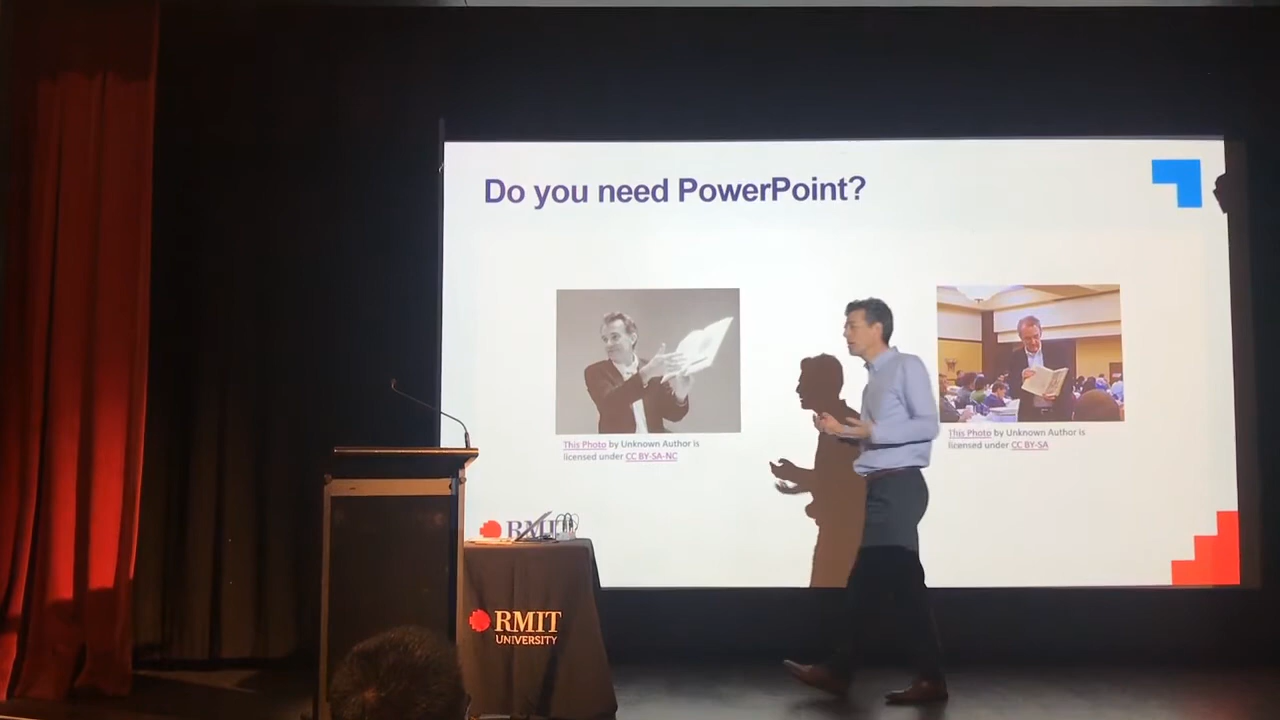 Do you need PowerPoint?
This Photo by Unknown Author is
licensed under CC BY-SA-NC
This Photo by Unknown Author is
licensed under CC BY-SA
RMIT
RMIT
UNIVERSITY